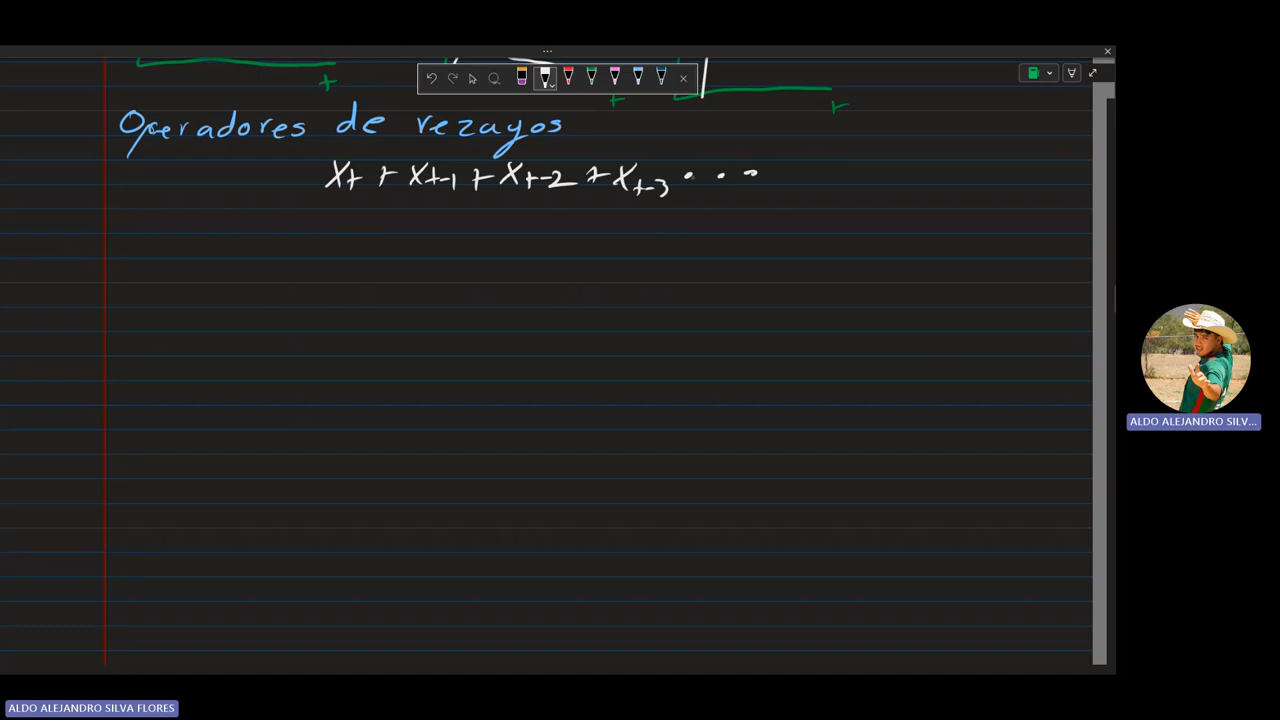 Operadores de rezagos
Xt + Xt-1 + Xt-2 + Xt-3 . . .
ALDO ALEJANDRO SILV...
ALDO ALEJANDRO SILVA FLORES